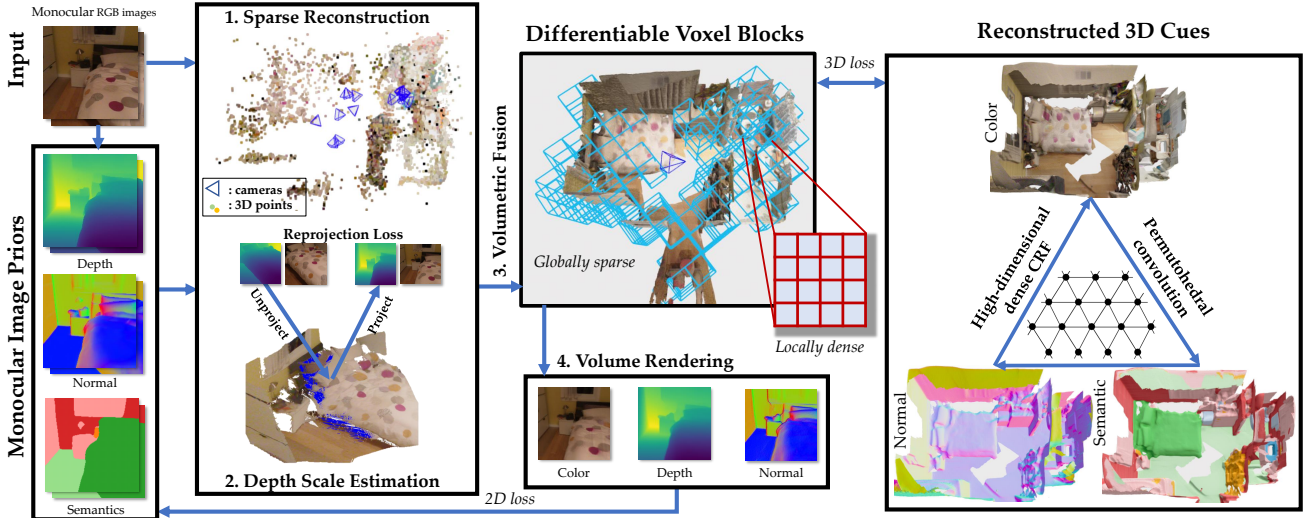 Input
Monocular RGB images
Monocular Image Priors
Depth
Normal
Semantics
1. Sparse Reconstruction
: cameras
: 3D points
Reprojection Loss
Unproject
Project
2. Depth Scale Estimation
3. Volumetric Fusion
Differentiable Voxel Blocks
Globally sparse
Locally dense
4. Volume Rendering
Color
Depth
Normal
2D loss
3D loss
Reconstructed 3D Cues
Color
High-dimensional
dense CRF
Permutohedral
convolution
Normal
Semantic